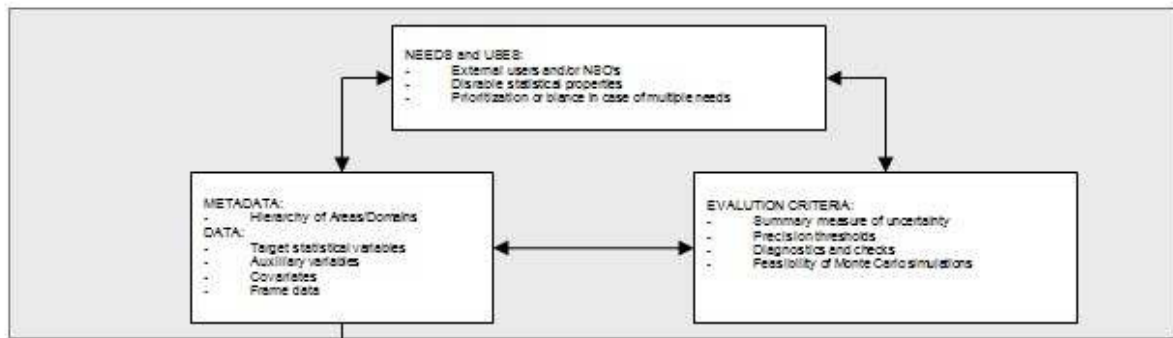 NEEDS and USES:
- External users and/or NSO's
- Disrable statistical properties
- Prioritization or blance in case of multiple needs
METADATA:
- Hierarchy of Areas/Domains
DATA:
- Target statistical variables
- Auxilliary variables
- Covariates
- Frame data
EVALUTION CRITERIA:
- Summary measure of uncertainty
- Precision thresholds
- Diagnostics and checks
- Feasibility of Monte Carlo simulations